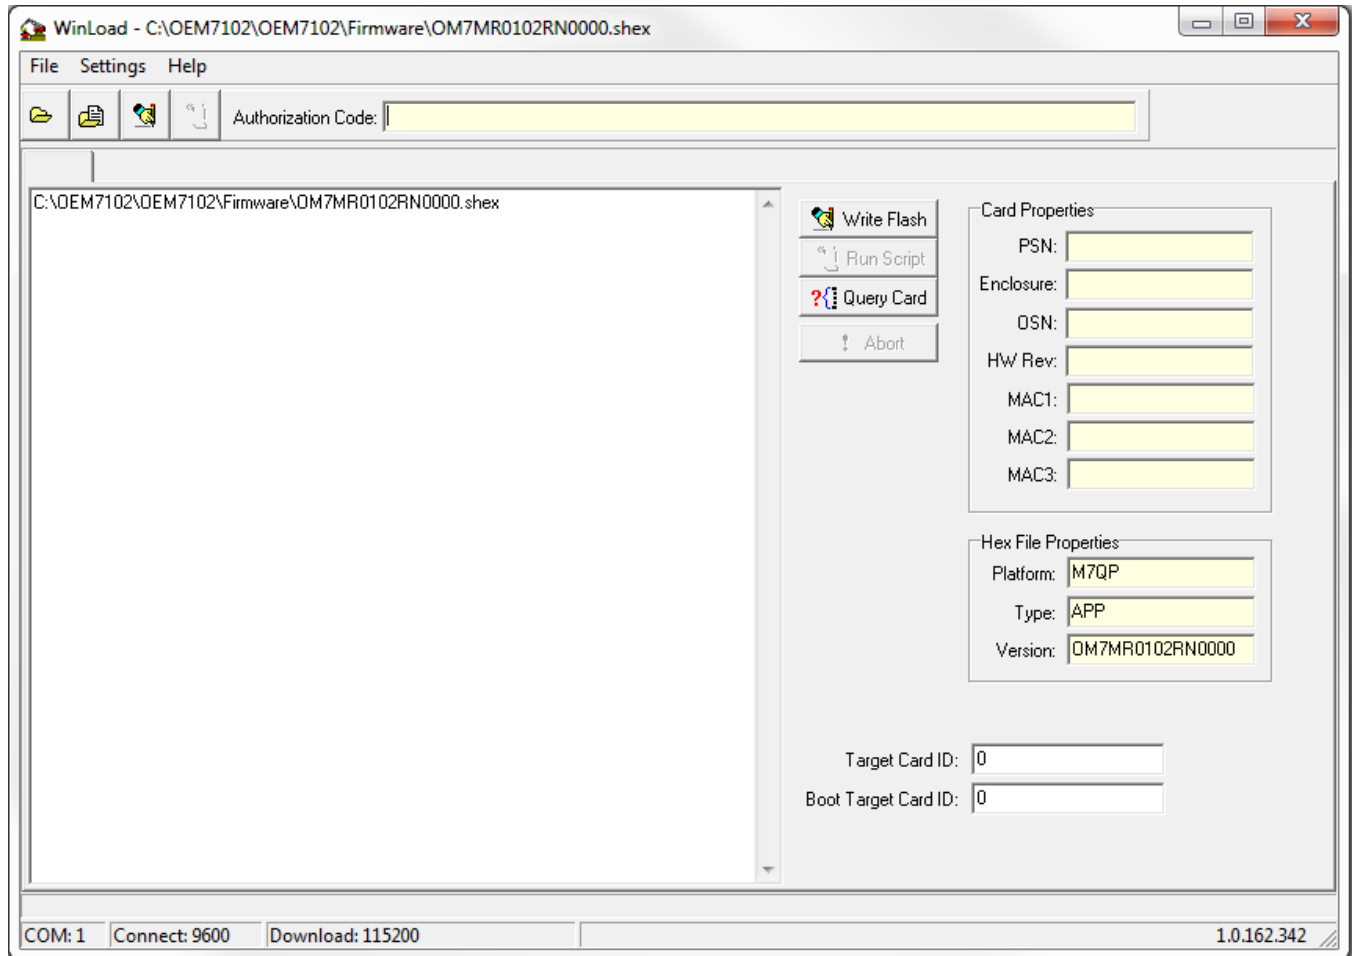 WinLoad - C:\OEM7102\OEM7102\Firmware\OM7MR0102RN0000.shex
File Settings Help
Authorization Code:
C:\OEM7102\OEM7102\Firmware\OM7MR0102RN0000.shex
Write Flash
Run Script
Query Card
Abort
Card Properties
PSN:
Enclosure:
OSN:
HW Rev:
MAC1:
MAC2:
MAC3:
Hex File Properties
Platform: M7QP
Type: APP
Version: OM7MR0102RN0000
Target Card ID: 0
Boot Target Card ID: 0
COM: 1 Connect: 9600 Download: 115200 1.0.162.342